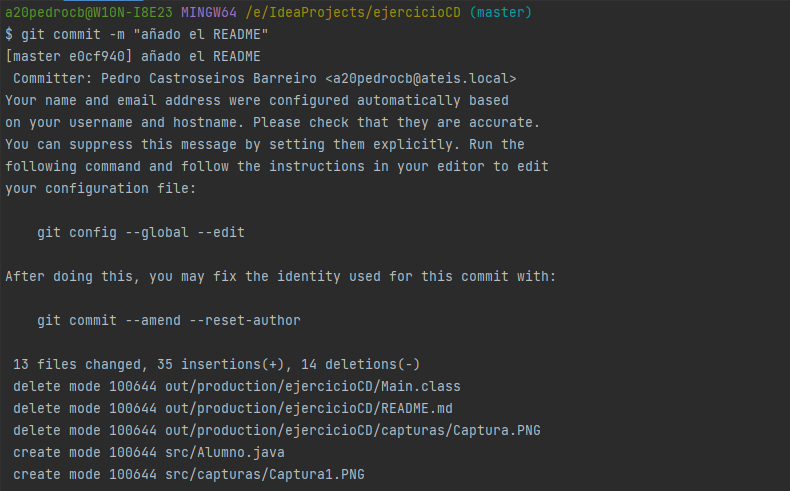 a20pedrocb@W10N-I8E23 MINGW64 /e/IdeaProjects/ejercicioCD (master)
$ git commit -m "añado el README"
[master e0cf940] añado el README
 Committer: Pedro Castroseiros Barreiro <a20pedrocb@ateis.local>
Your name and email address were configured automatically based
on your username and hostname. Please check that they are accurate.
You can suppress this message by setting them explicitly. Run the
following command and follow the instructions in your editor to edit
your configuration file:

    git config --global --edit

After doing this, you may fix the identity used for this commit with:

    git commit --amend --reset-author

 13 files changed, 35 insertions(+), 14 deletions(-)
 delete mode 100644 out/production/ejercicioCD/Main.class
 delete mode 100644 out/production/ejercicioCD/README.md
 delete mode 100644 out/production/ejercicioCD/capturas/Captura.PNG
 create mode 100644 src/Alumno.java
 create mode 100644 src/capturas/Captura1.PNG